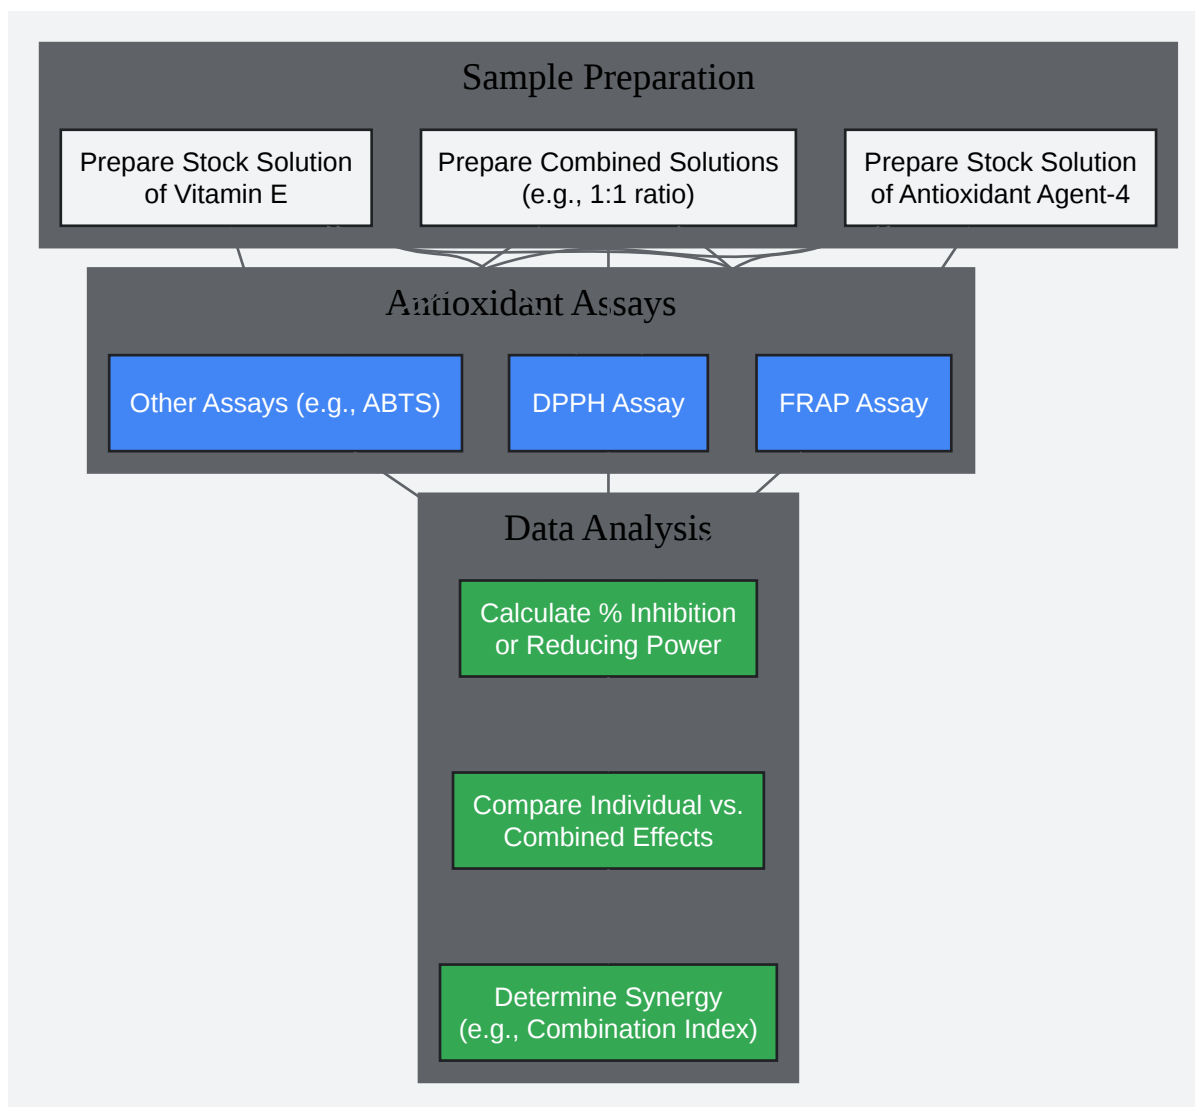 Sample Preparation
Prepare Stock Solution
of Vitamin E
Prepare Combined Solutions
(e.g., 1:1 ratio)
Prepare Stock Solution
of Antioxidant Agent-4
Antioxidant Assays
Other Assays (e.g., ABTS)
DPPH Assay
FRAP Assay
Data Analysis
Calculate % Inhibition
or Reducing Power
Compare Individual vs.
Combined Effects
Determine Synergy
(e.g., Combination Index)